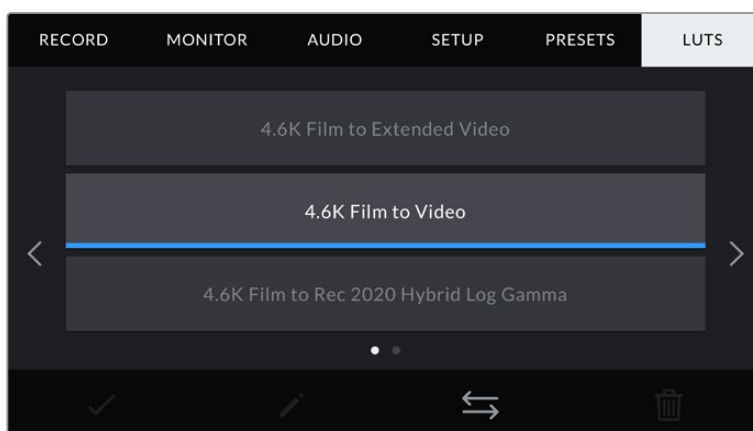 RECORD MONITOR AUDIO SETUP PRESETS LUTS
4.6K Film to Extended Video
4.6K Film to Video
4.6K Film to Rec 2020 Hybrid Log Gamma